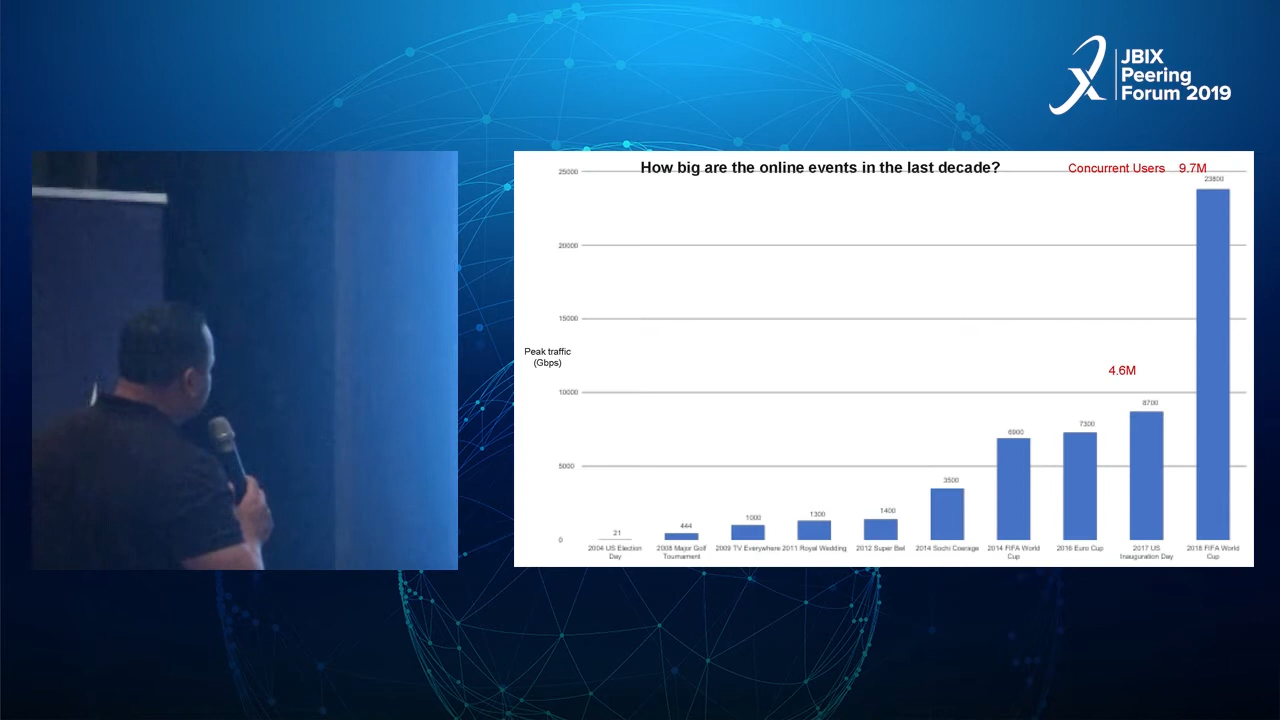 JBIX
Peering
Forum 2019
How big are the online events in the last decade?
Concurrent Users 9.7M
25000
23800
20000
15000
Peak traffic
(Gbps)
4.6M
10000
8700
7300
6900
5000
3500
1400
1300
1000
444
21
0
2004 US Election
Day
2008 Major Golf
Tournament
2009 TV Everywhere
2011 Royal Wedding
2012 Super Bwl
2014 Sochi Coerage
2014 FIFA World
Cup
2016 Euro Cup
2017 US
Inauguration Day
2018 FIFA World
Cup